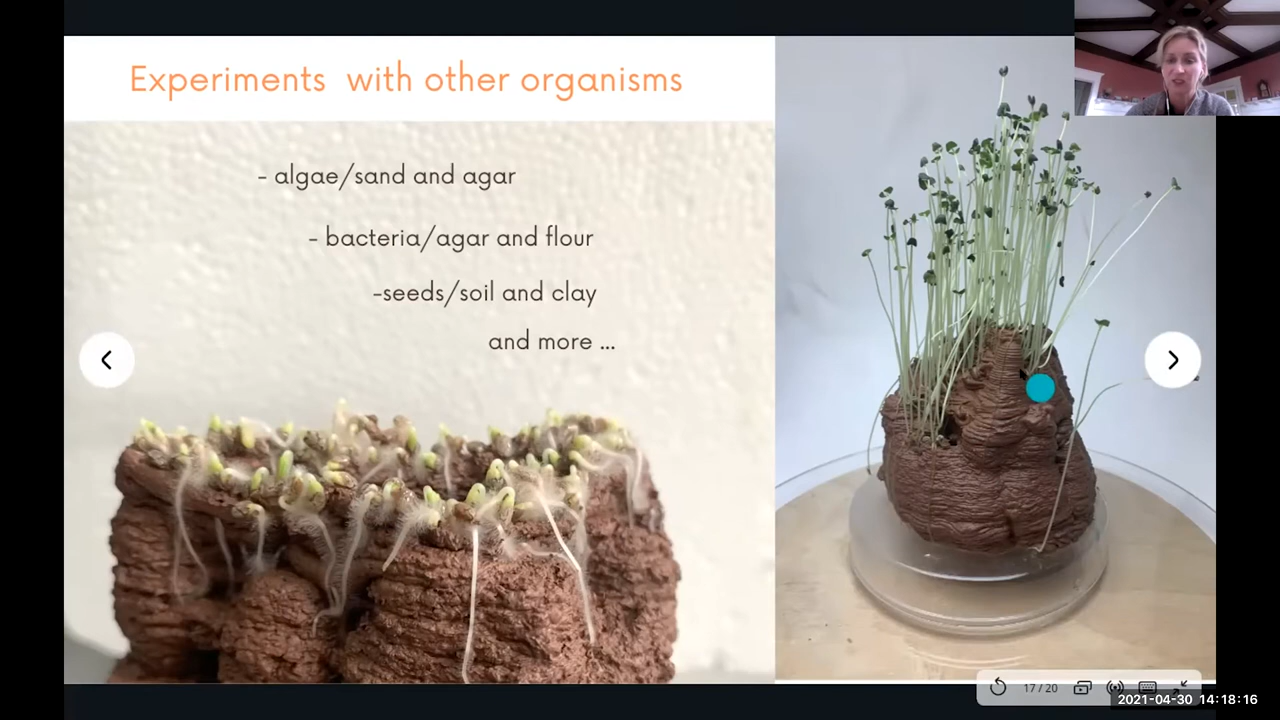 Experiments with other organisms
- algae/sand and agar
- bacteria/agar and flour
-seeds/soil and clay
and more ...
17 / 20
2021-04-30 14:18:16